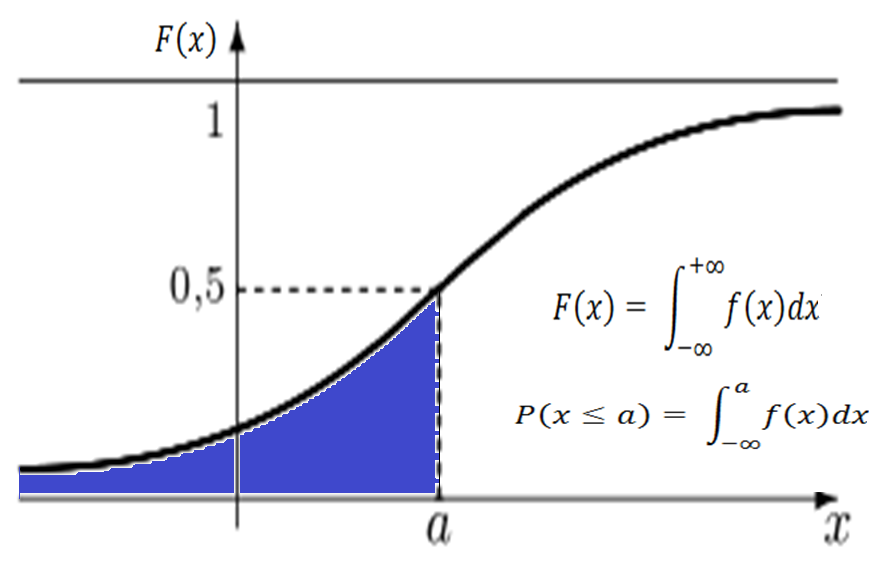 F(x)
1
0,5
F(x) = ∫_{-∞}^{+∞} f(x)dx
P(x ≤ a) = ∫_{-∞}^{a} f(x)dx
a
x